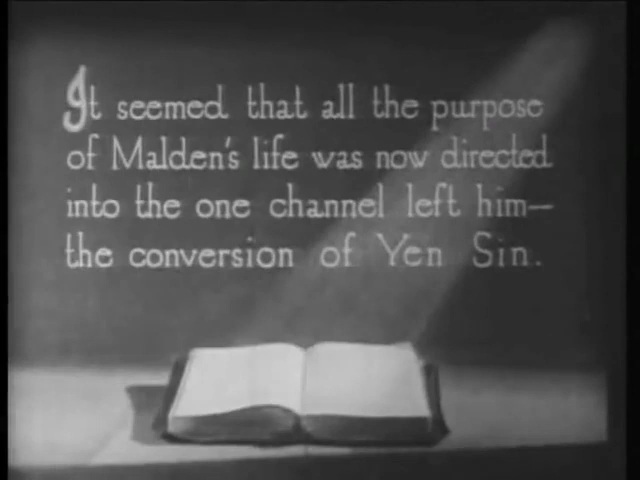 It seemed that all the purpose
of Malden's life was now directed
into the one channel left him—
the conversion of Yen Sin.